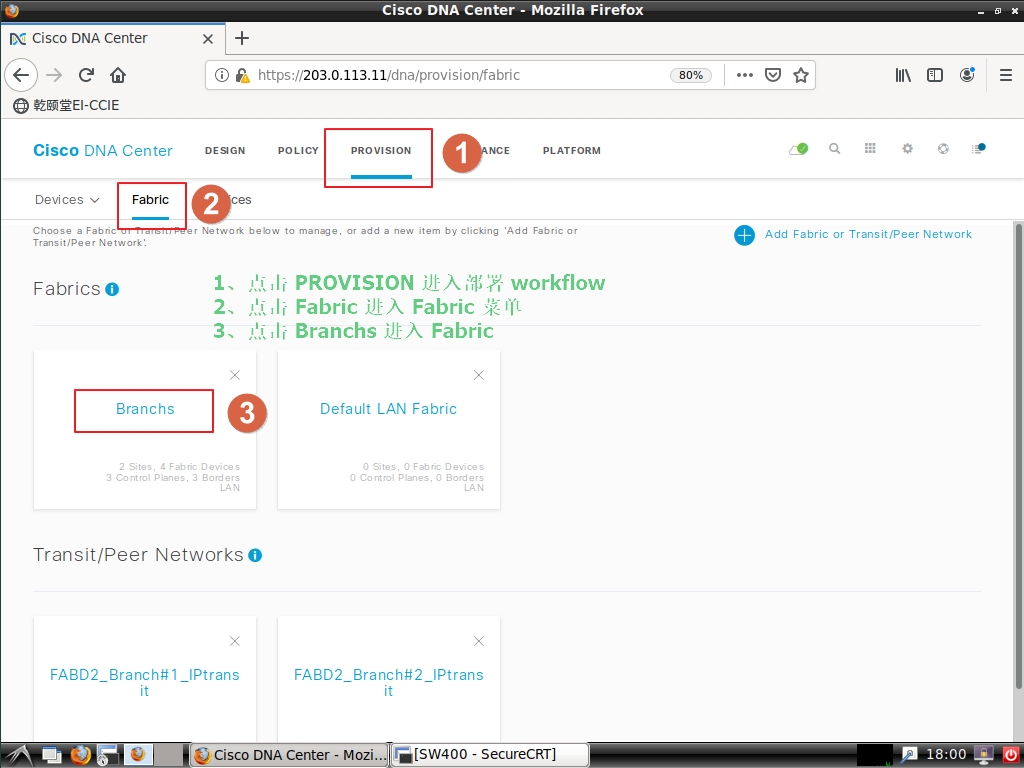 Cisco DNA Center - Mozilla Firefox
Cisco DNA Center
https://203.0.113.11/dna/provision/fabric
80%
乾颐堂EI-CCIE
Cisco DNA Center
DESIGN
POLICY
PROVISION
1
ANCE
PLATFORM
Devices
Fabric
2
ices
Choose a Fabric or Transit/Peer Network below to manage, or add a new item by clicking 'Add Fabric or
Transit/Peer Network'.
Add Fabric or Transit/Peer Network
Fabrics
1、点击 PROVISION 进入部署 workflow
2、点击 Fabric 进入 Fabric 菜单
3、点击 Branchs 进入 Fabric
Branchs
3
2 Sites, 4 Fabric Devices
3 Control Planes, 3 Borders
LAN
Default LAN Fabric
0 Sites, 0 Fabric Devices
0 Control Planes, 0 Borders
LAN
Transit/Peer Networks
FABD2_Branch#1_IPtrans
it
FABD2_Branch#2_IPtrans
it
Cisco DNA Center - Mozi...
[SW400 - SecureCRT]
18:00